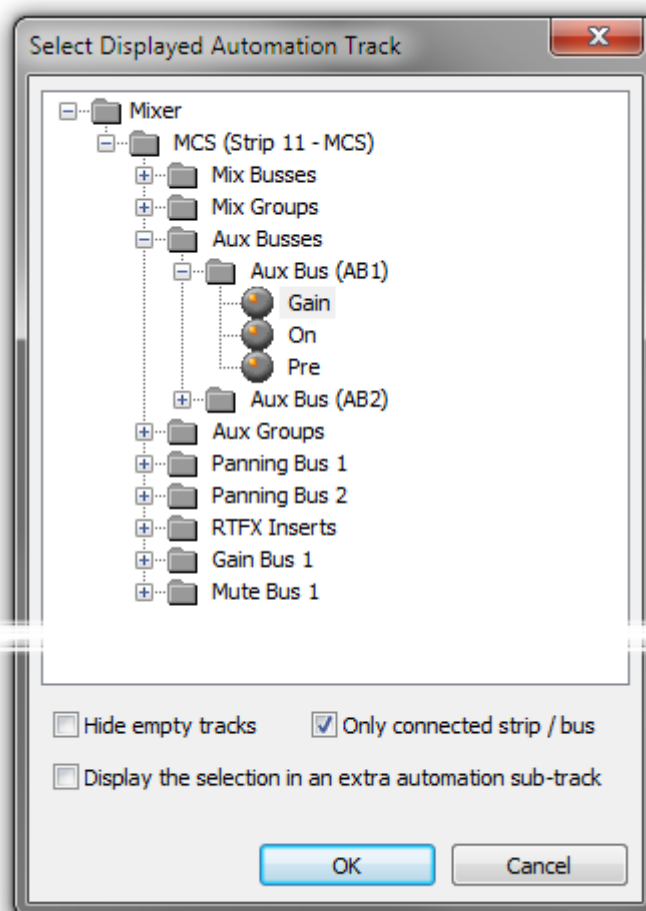 Select Displayed Automation Track
Mixer
MCS (Strip 11 - MCS)
Mix Busses
Mix Groups
Aux Busses
Aux Bus (AB1)
Gain
On
Pre
Aux Bus (AB2)
Aux Groups
Panning Bus 1
Panning Bus 2
RTFX Inserts
Gain Bus 1
Mute Bus 1
Hide empty tracks Only connected strip / bus
Display the selection in an extra automation sub-track
OK Cancel